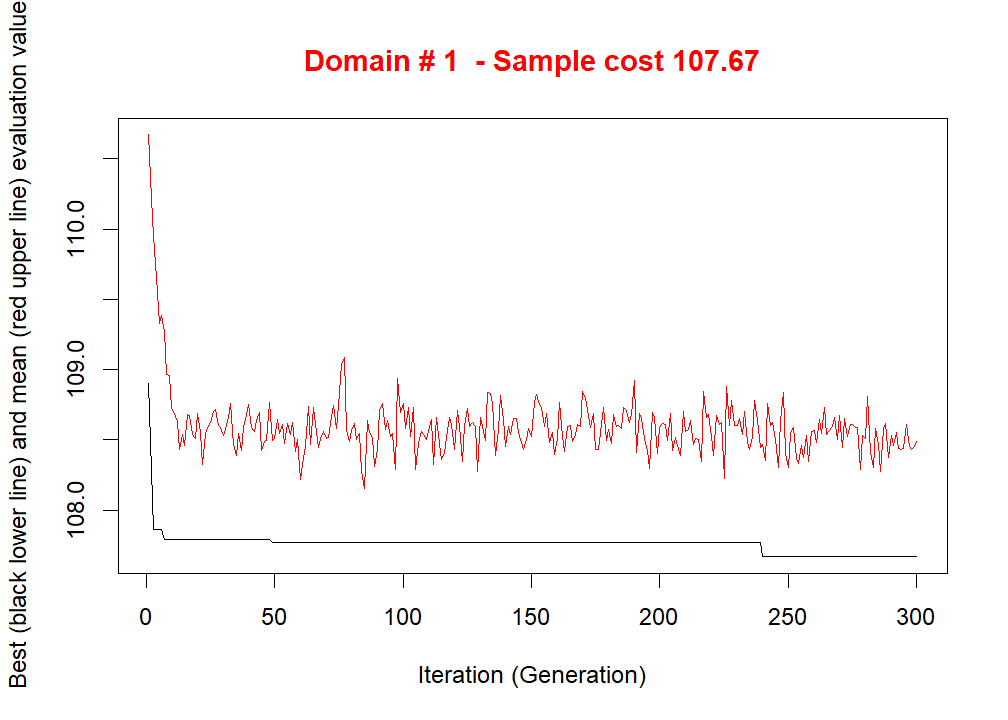 Domain # 1  - Sample cost 107.67
Best (black lower line) and mean (red upper line) evaluation value
110.0
109.0
108.0
0 50 100 150 200 250 300
Iteration (Generation)